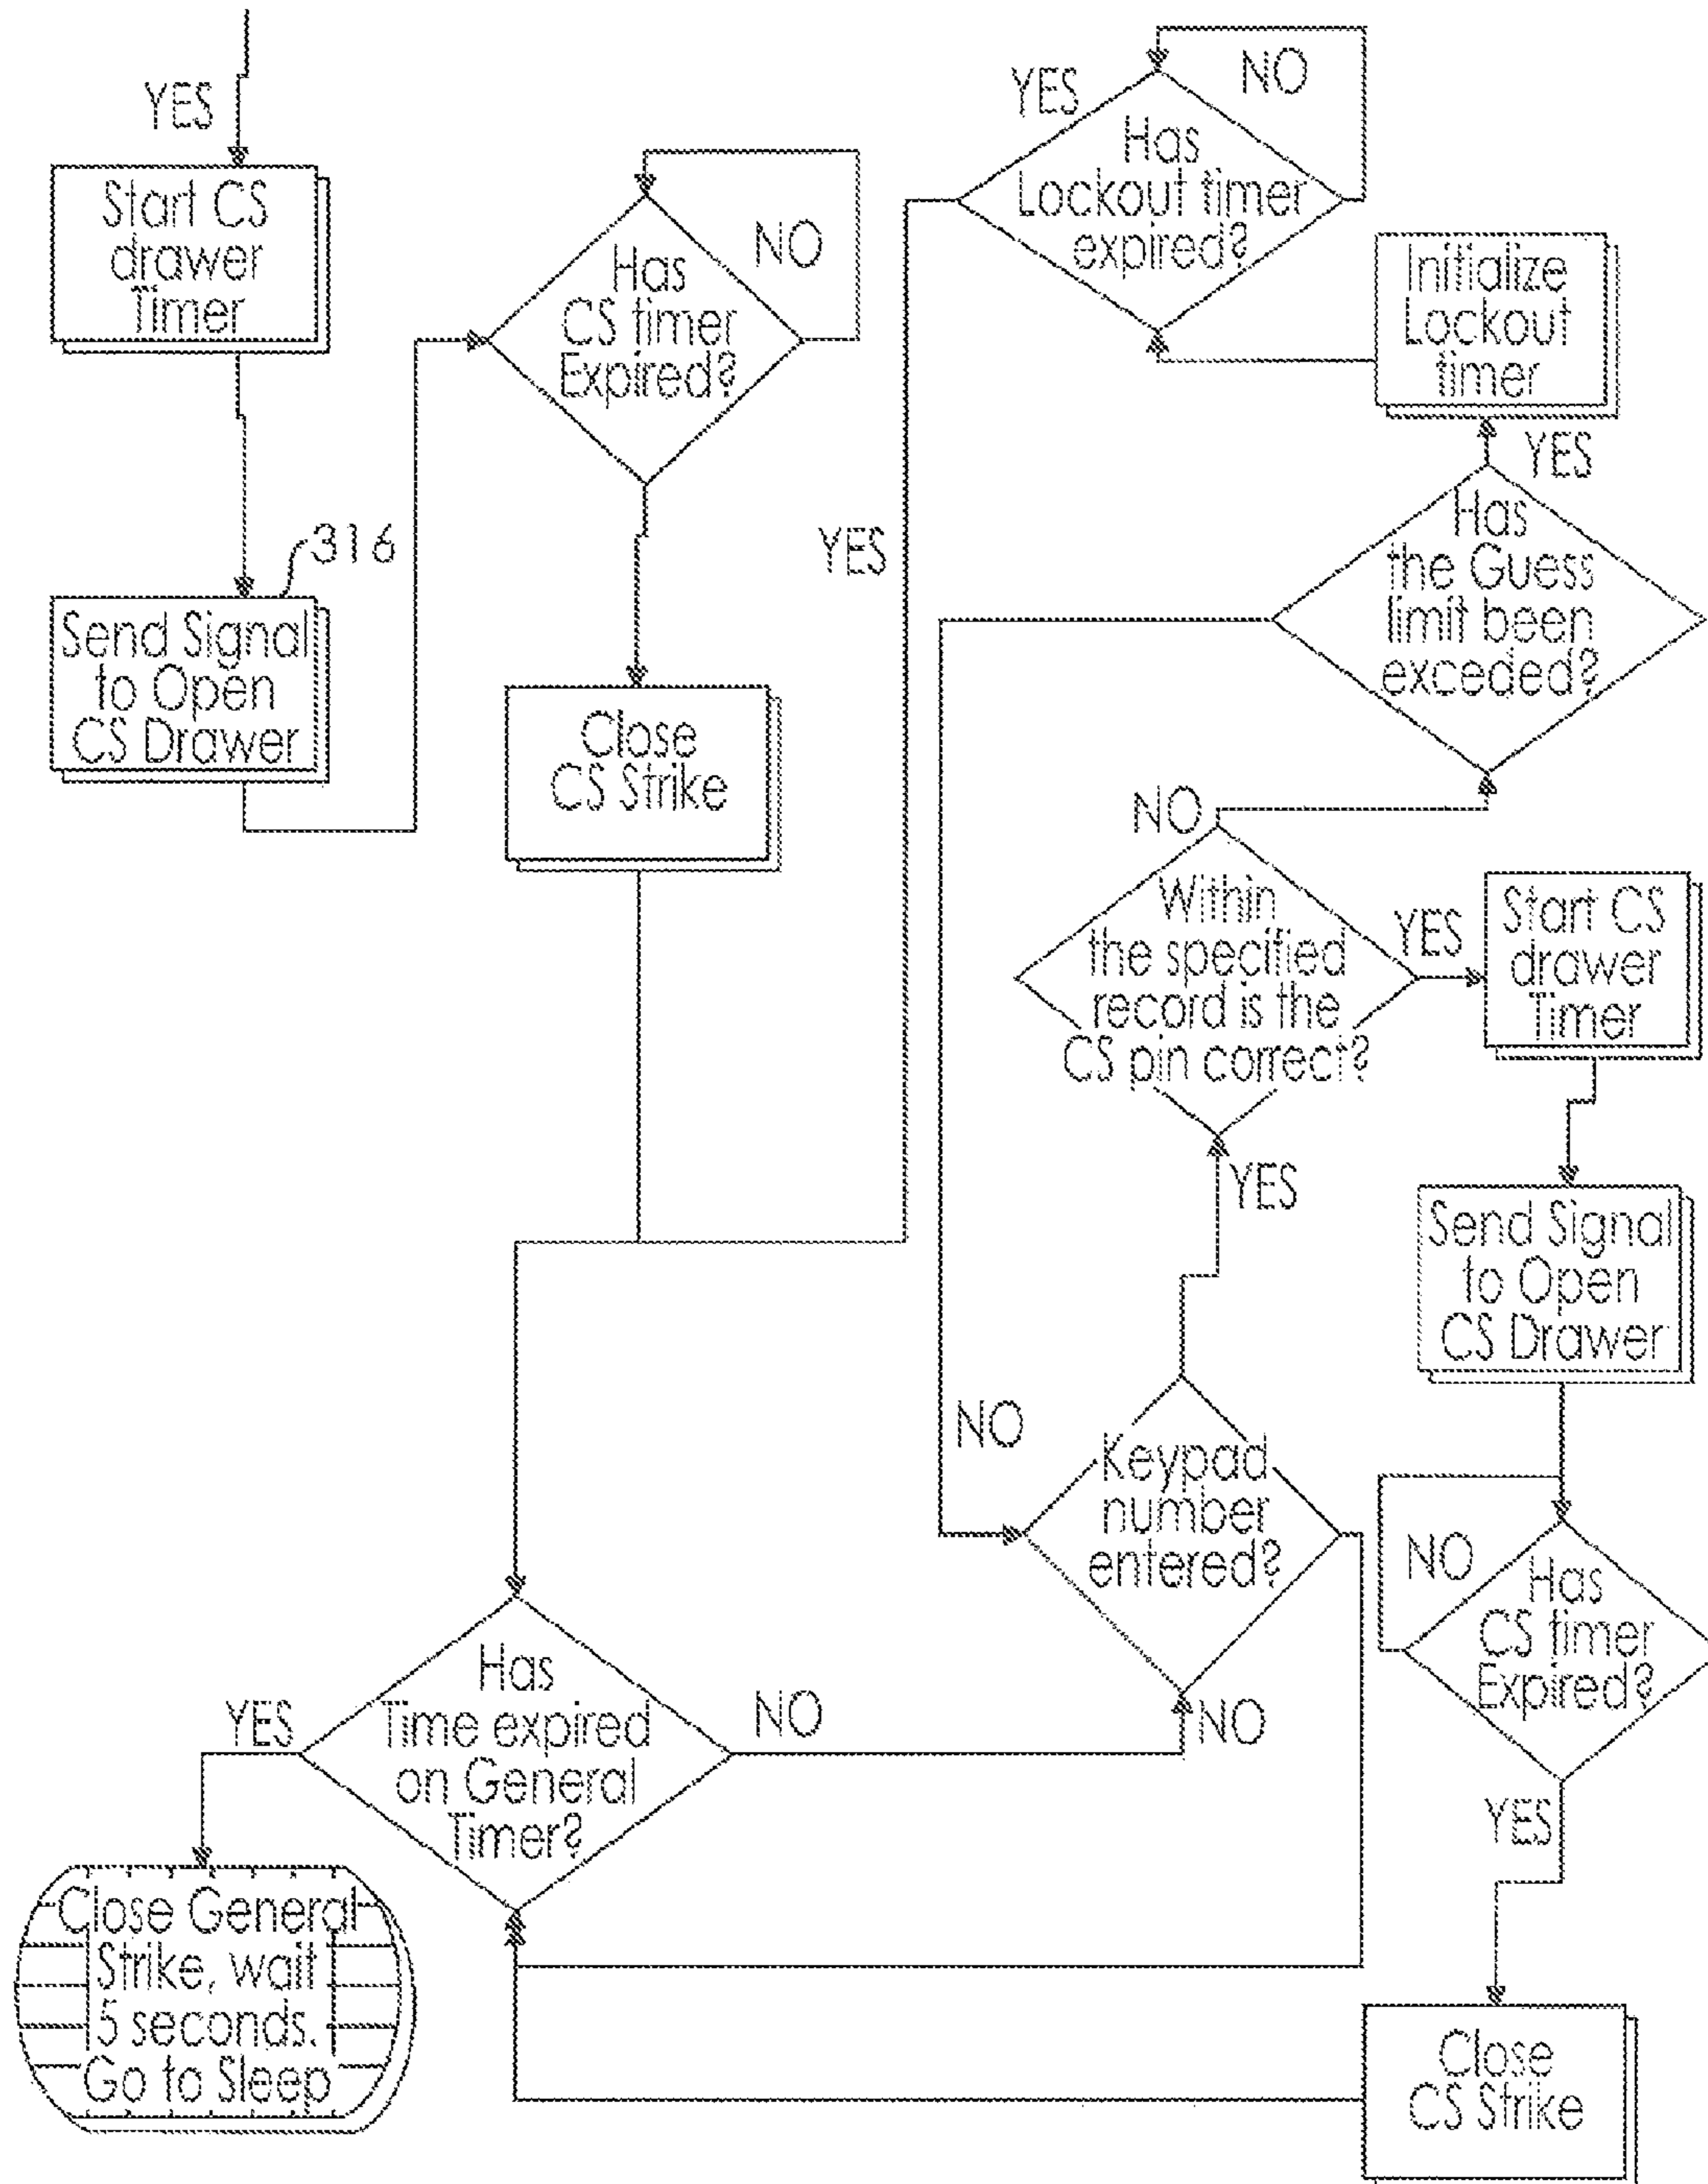 YES
Start CS
drawer
Timer
316
Send Signal
to Open
CS Drawer
Has
CS timer
Expired?
NO
YES
Close
CS Strike
YES
NO
Has
Lockout timer
expired?
Initialize
Lockout
timer
YES
Has
the Guess
limit been
exceded?
NO
Within
the specified
record is the
CS pin correct?
YES
Start CS
drawer
Timer
YES
Send Signal
to Open
CS Drawer
NO
Keypad
number
entered?
NO
Has
CS timer
Expired?
YES
Has
Time expired
on General
Timer?
NO
NO
YES
Close General
Strike, wait
5 seconds.
Go to Sleep
Close
CS Strike